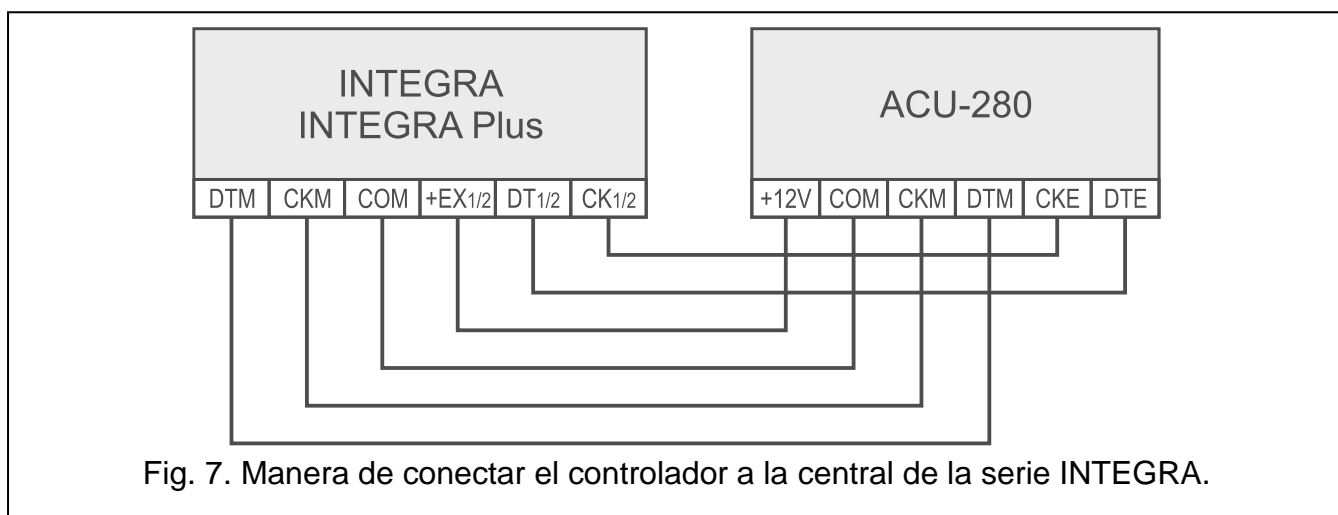 INTEGRA
INTEGRA Plus
DTM CKM COM +EX1/2 DT1/2 CK1/2
ACU-280
+12V COM CKM DTM CKE DTE
Fig. 7. Manera de conectar el controlador a la central de la serie INTEGRA.